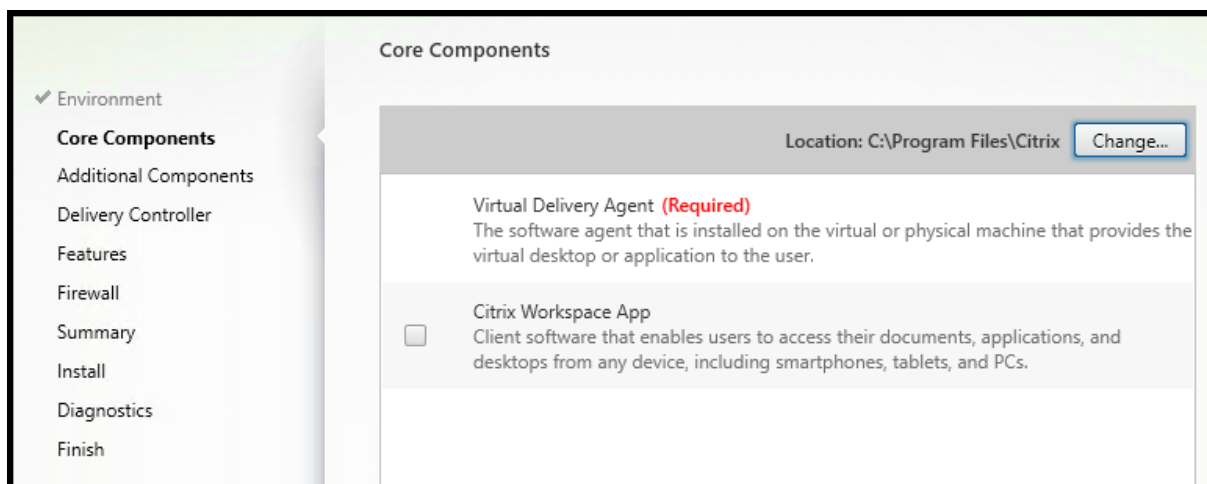 Core Components
Environment
Core Components
Additional Components
Delivery Controller
Features
Firewall
Summary
Install
Diagnostics
Finish
Location: C:\Program Files\Citrix
Change...
Virtual Delivery Agent (Required)
The software agent that is installed on the virtual or physical machine that provides the
virtual desktop or application to the user.
Citrix Workspace App
Client software that enables users to access their documents, applications, and
desktops from any device, including smartphones, tablets, and PCs.